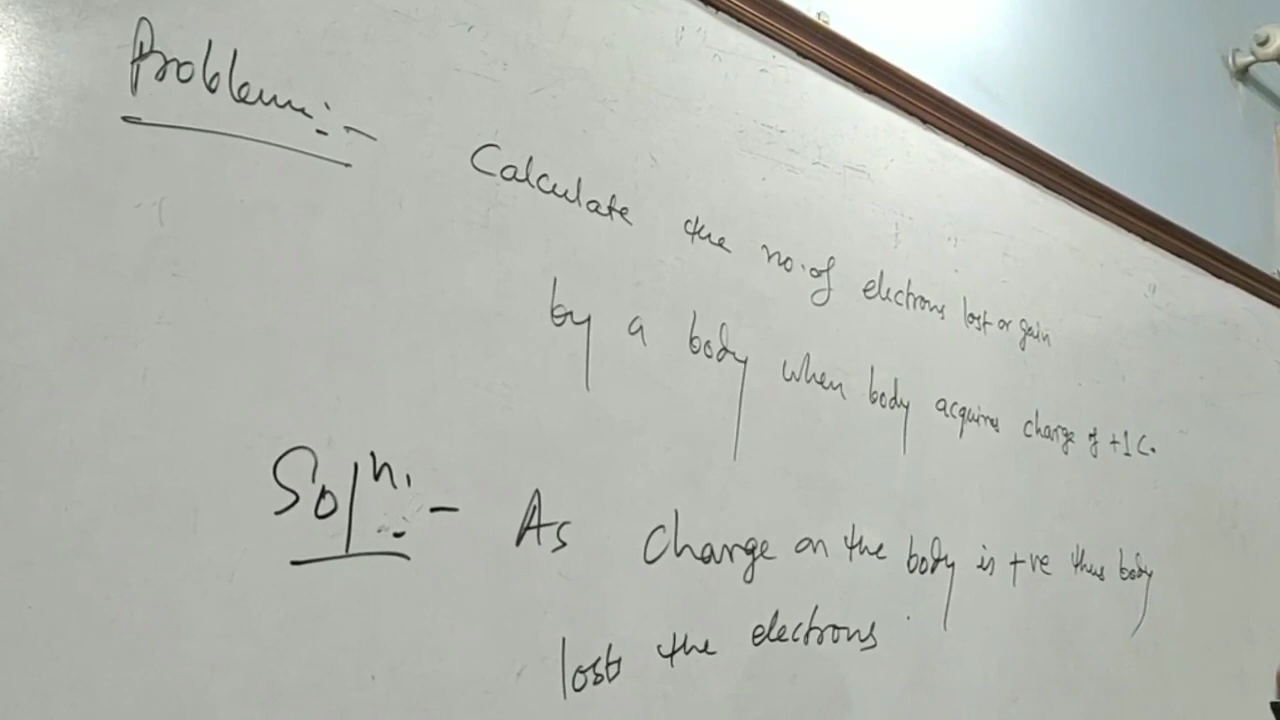 Problem:-
Calculate the no. of electrons lost or gain
by a body when body acquires charge of +1C.
Solⁿ.:- As charge on the body is +ve thus body
lost the electrons